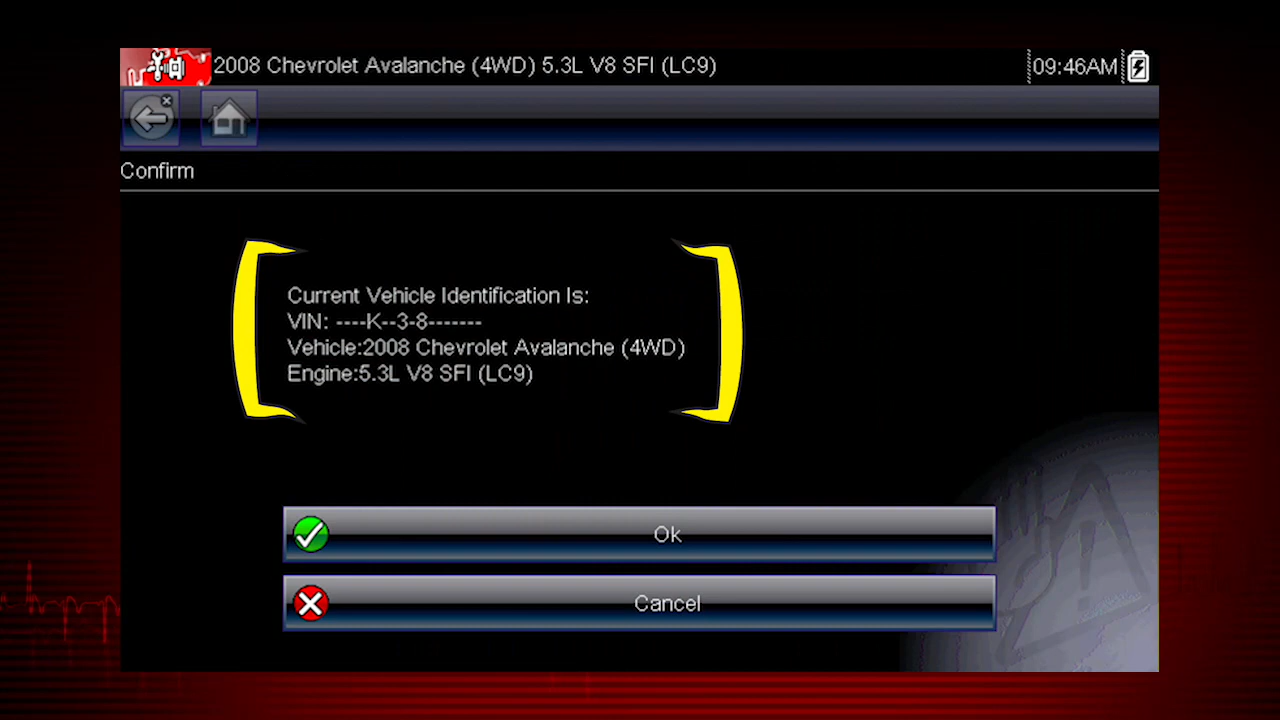 2008 Chevrolet Avalanche (4WD) 5.3L V8 SFI (LC9)
09:46AM
Confirm
Current Vehicle Identification Is:
VIN: ----K--3-8-------
Vehicle:2008 Chevrolet Avalanche (4WD)
Engine:5.3L V8 SFI (LC9)
Ok
Cancel